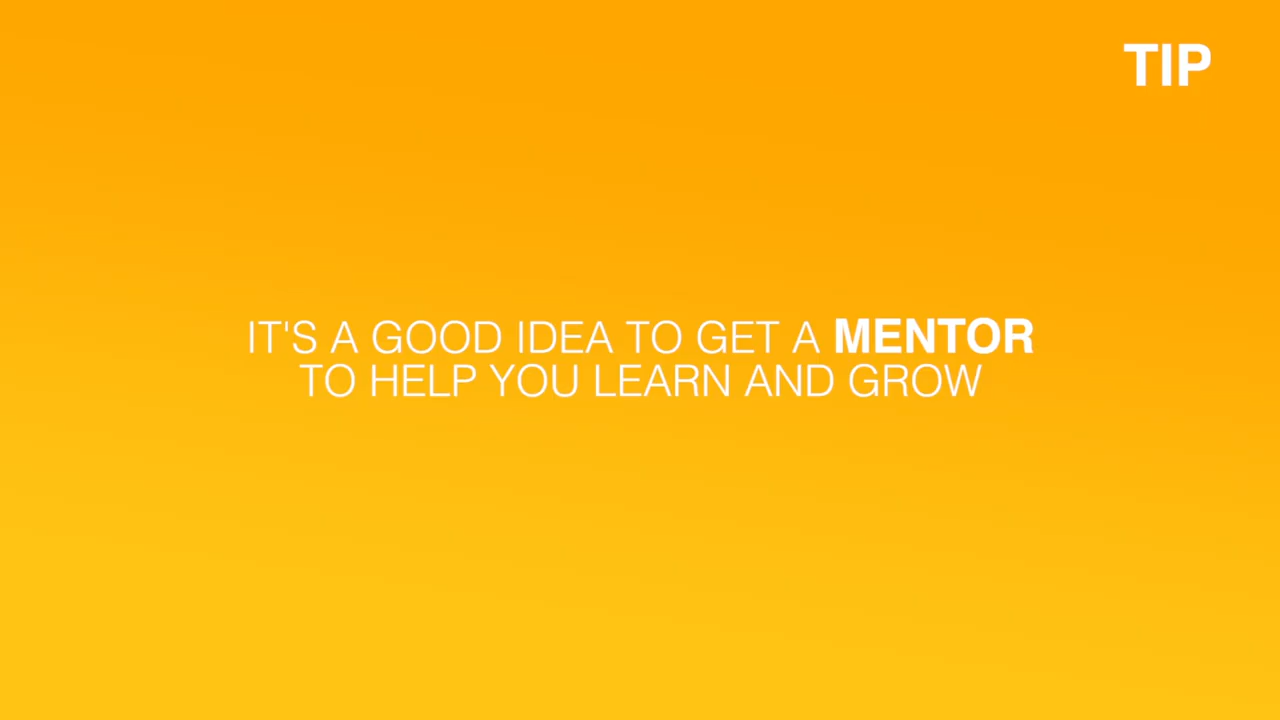 TIP
IT'S A GOOD IDEA TO GET A MENTOR
TO HELP YOU LEARN AND GROW